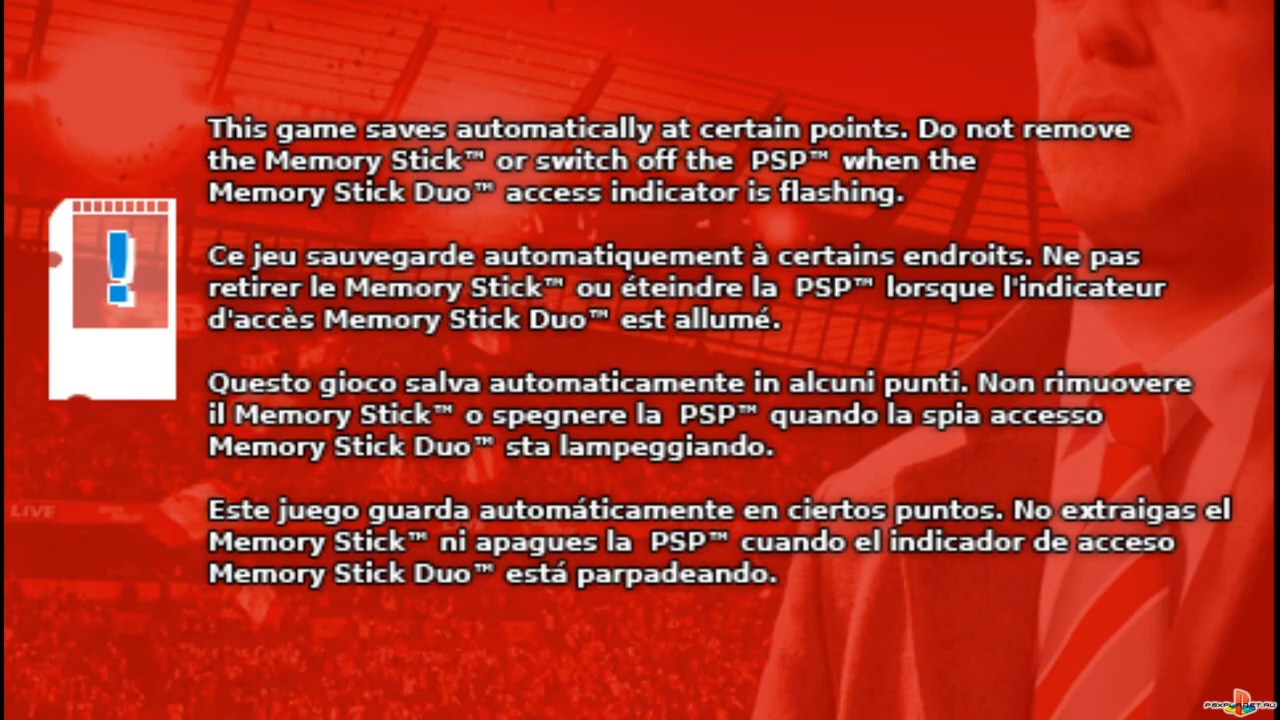 This game saves automatically at certain points. Do not remove
the Memory Stick™ or switch off the PSP™ when the
Memory Stick Duo™ access indicator is flashing.
Ce jeu sauvegarde automatiquement à certains endroits. Ne pas
retirer le Memory Stick™ ou éteindre la PSP™ lorsque l'indicateur
d'accès Memory Stick Duo™ est allumé.
Questo gioco salva automaticamente in alcuni punti. Non rimuovere
il Memory Stick™ o spegnere la PSP™ quando la spia accesso
Memory Stick Duo™ sta lampeggiando.
Este juego guarda automáticamente en ciertos puntos. No extraigas el
Memory Stick™ ni apagues la PSP™ cuando el indicador de acceso
Memory Stick Duo™ está parpadeando.
LIVE
PSXPLANET.RU